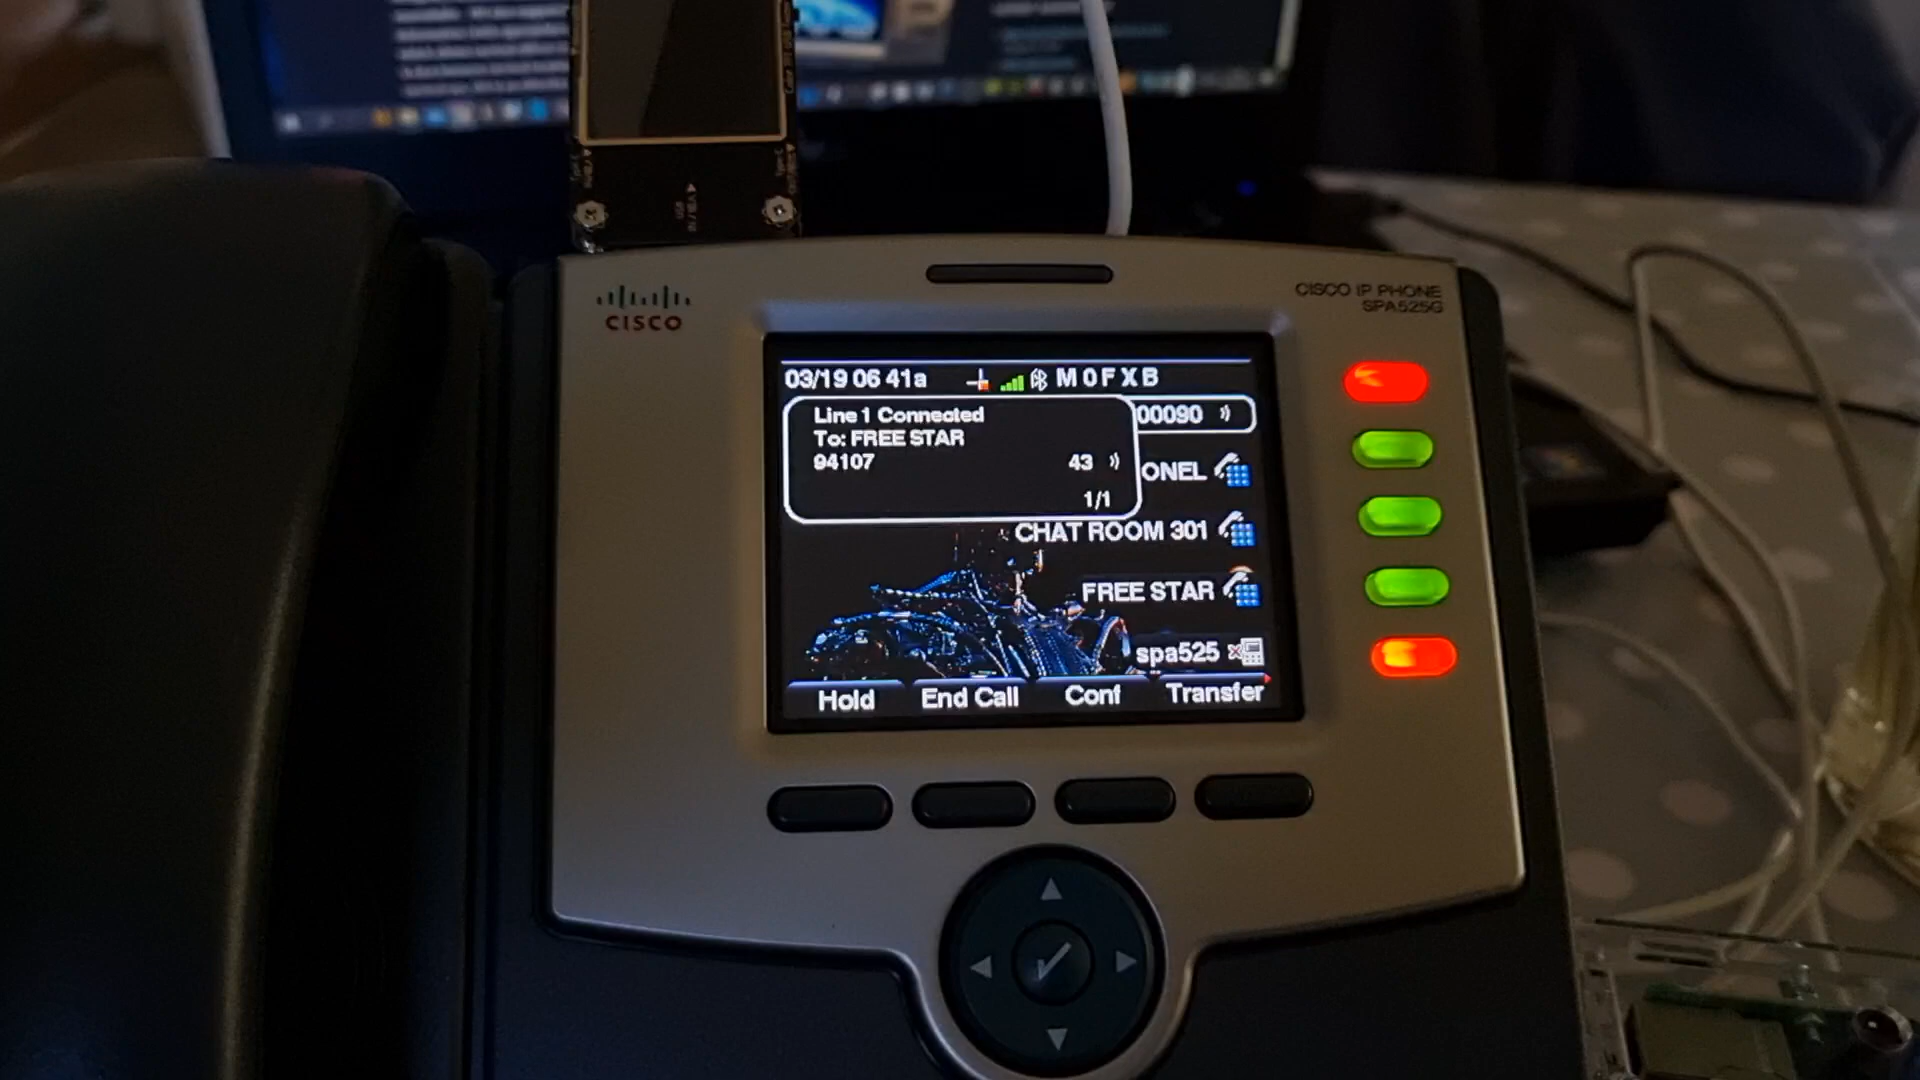 CISCO
CISCO IP PHONE
SPA525G
03/19 06 41a
M0FXB
Line 1 Connected
To: FREE STAR
94107
43
1/1
00090
ONEL
CHAT ROOM 301
FREE STAR
spa525
Hold
End Call
Conf
Transfer